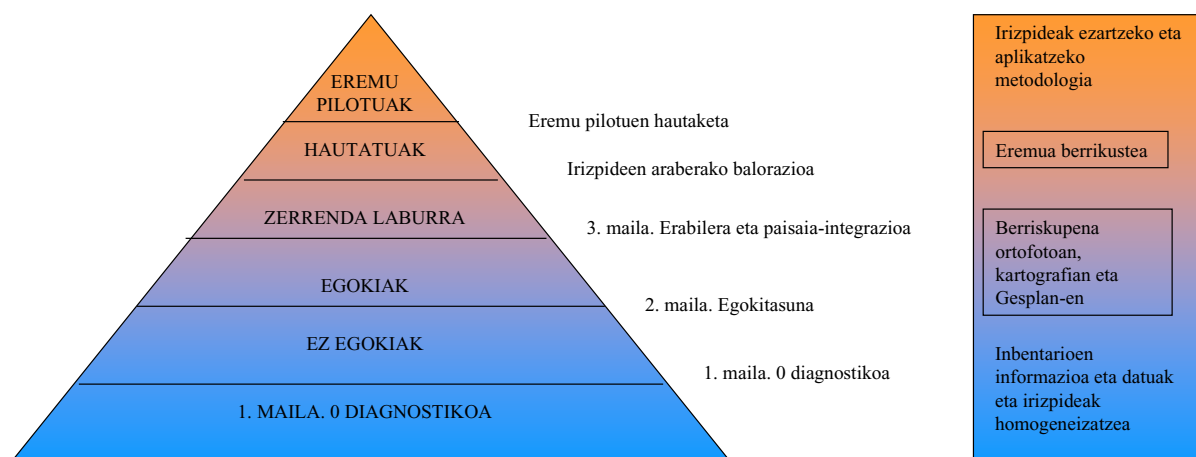 EREMU
PILOTUAK
HAUTATUAK
ZERRENDA LABURRA
EGOKIAK
EZ EGOKIAK
1. MAILA. 0 DIAGNOSTIKOA
Eremu pilotuen hautaketa
Irizpideen araberako balorazioa
3. maila. Erabilera eta paisaia-integrazioa
2. maila. Egokitasuna
1. maila. 0 diagnostikoa
Irizpideak ezartzeko eta
aplikatzeko
metodologia
Eremua berrikustea
Berriskupena
ortofotoan,
kartografian eta
Gesplan-en
Inbentarioen
informazioa eta datuak
eta irizpideak
homogeneizatzea